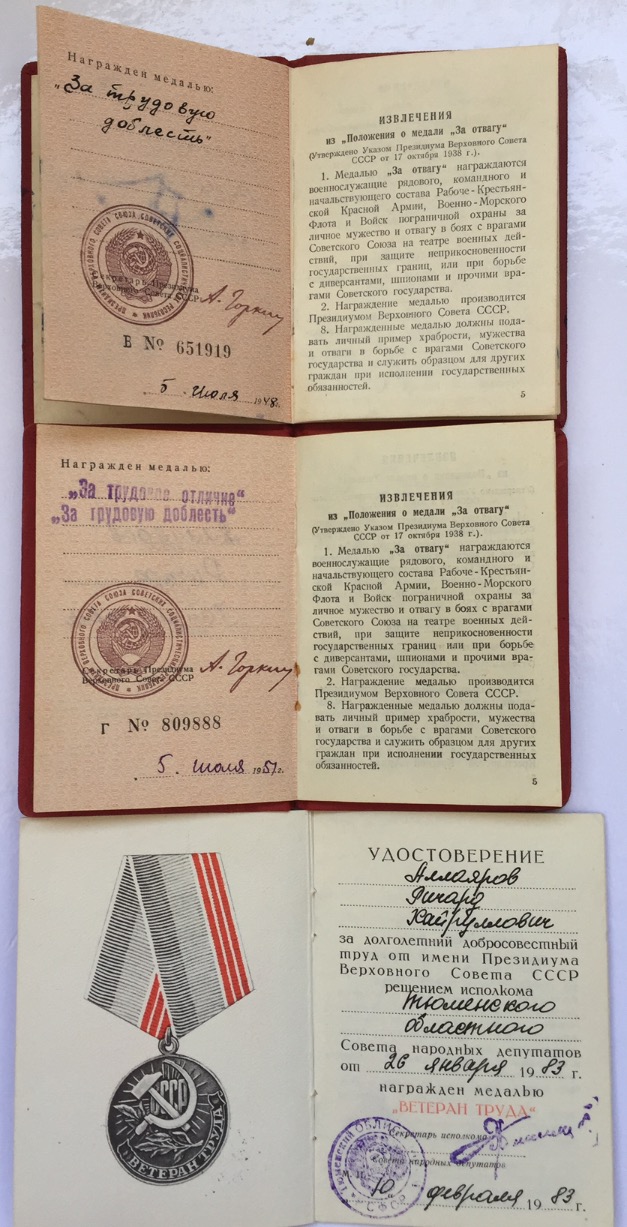 Награжден медалью:
„За трудовую
доблесть"
Секретарь Президиума
Верховного Совета СССР
А. Горкин
В № 651919
5 июля 1948г.
ИЗВЛЕЧЕНИЯ
из „Положения о медали „За отвагу"
(Утверждено Указом Президиума Верховного Совета
СССР от 17 октября 1938 г.).
1. Медалью „За отвагу" награждаются
военнослужащие рядового, командного и
начальствующего состава Рабоче-Крестьян-
ской Красной Армии, Военно-Морского
Флота и Войск пограничной охраны за
личное мужество и отвагу в боях с врагами
Советского Союза на театре военных дей-
ствий, при защите неприкосновенности
государственных границ, или при борьбе
с диверсантами, шпионами и прочими вра-
гами Советского государства.
2. Награждение медалью производится
Президиумом Верховного Совета СССР.
8. Награжденные медалью должны пода-
вать личный пример храбрости, мужества
и отваги в борьбе с врагами Советского
государства и служить образцом для других
граждан при исполнении государственных
обязанностей.
5
Награжден медалью:
„За трудовое отличие“
„За трудовую доблесть“
Секретарь Президиума
Верховного Совета СССР
А. Горкин
Г № 809888
5. июля 1951г.
ИЗВЛЕЧЕНИЯ
из „Положения о медали „За отвагу"
(Утверждено Указом Президиума Верховного Совета
СССР от 17 октября 1938 г.)
1. Медалью „За отвагу" награждаются
военнослужащие рядового, командного и
начальствующего состава Рабоче-Крестьян-
ской Красной Армии, Военно-Морского
Флота и Войск пограничной охраны за
личное мужество и отвагу в боях с врагами
Советского Союза на театре военных дей-
ствий, при защите неприкосновенности
государственных границ или при борьбе
с диверсантами, шпионами и прочими вра-
гами Советского государства.
2. Награждение медалью производится
Президиумом Верховного Совета СССР.
8. Награжденные медалью должны пода-
вать личный пример храбрости, мужества
и отваги в борьбе с врагами Советского
государства и служить образцом для других
граждан при исполнении государственных
обязанностей.
5
СССР
ВЕТЕРАН ТРУДА
УДОСТОВЕРЕНИЕ
Аллаяров
Ричард
Хайруллович
за долголетний добросовестный
труд от имени Президиума
Верховного Совета СССР
решением исполкома
Тюменского
областного
Совета народных депутатов
от 26 января 1983 г.
награжден медалью
"ВЕТЕРАН ТРУДА"
Секретарь исполкома
Совета народных депутатов
М. П.
10 февраля 1983 г.